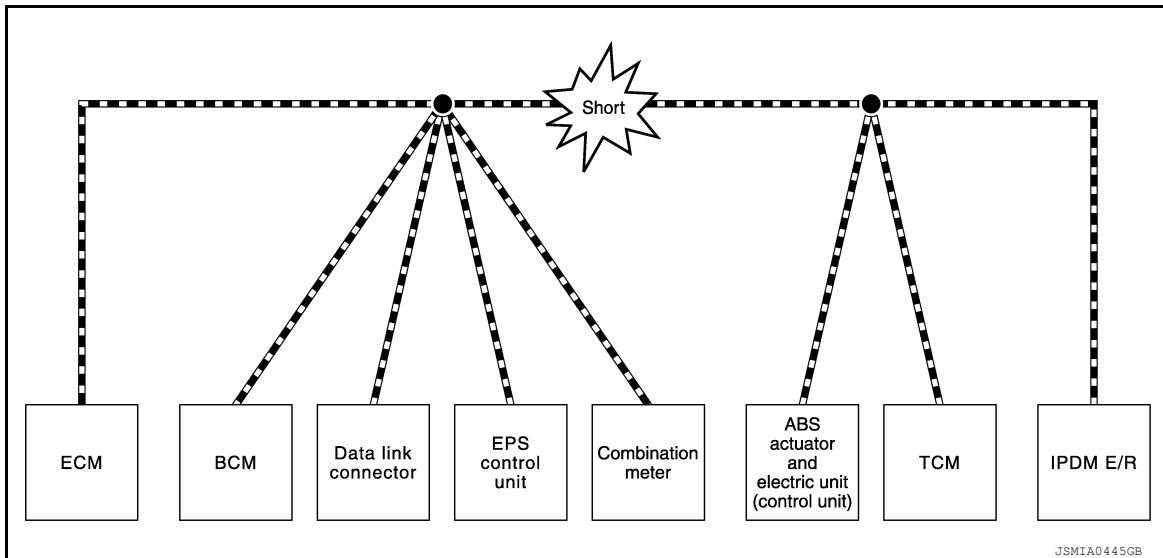 Short
ECM
BCM
Data link
connector
EPS
control
unit
Combination
meter
ABS
actuator
and
electric unit
(control unit)
TCM
IPDM E/R
JSMIA0445GB